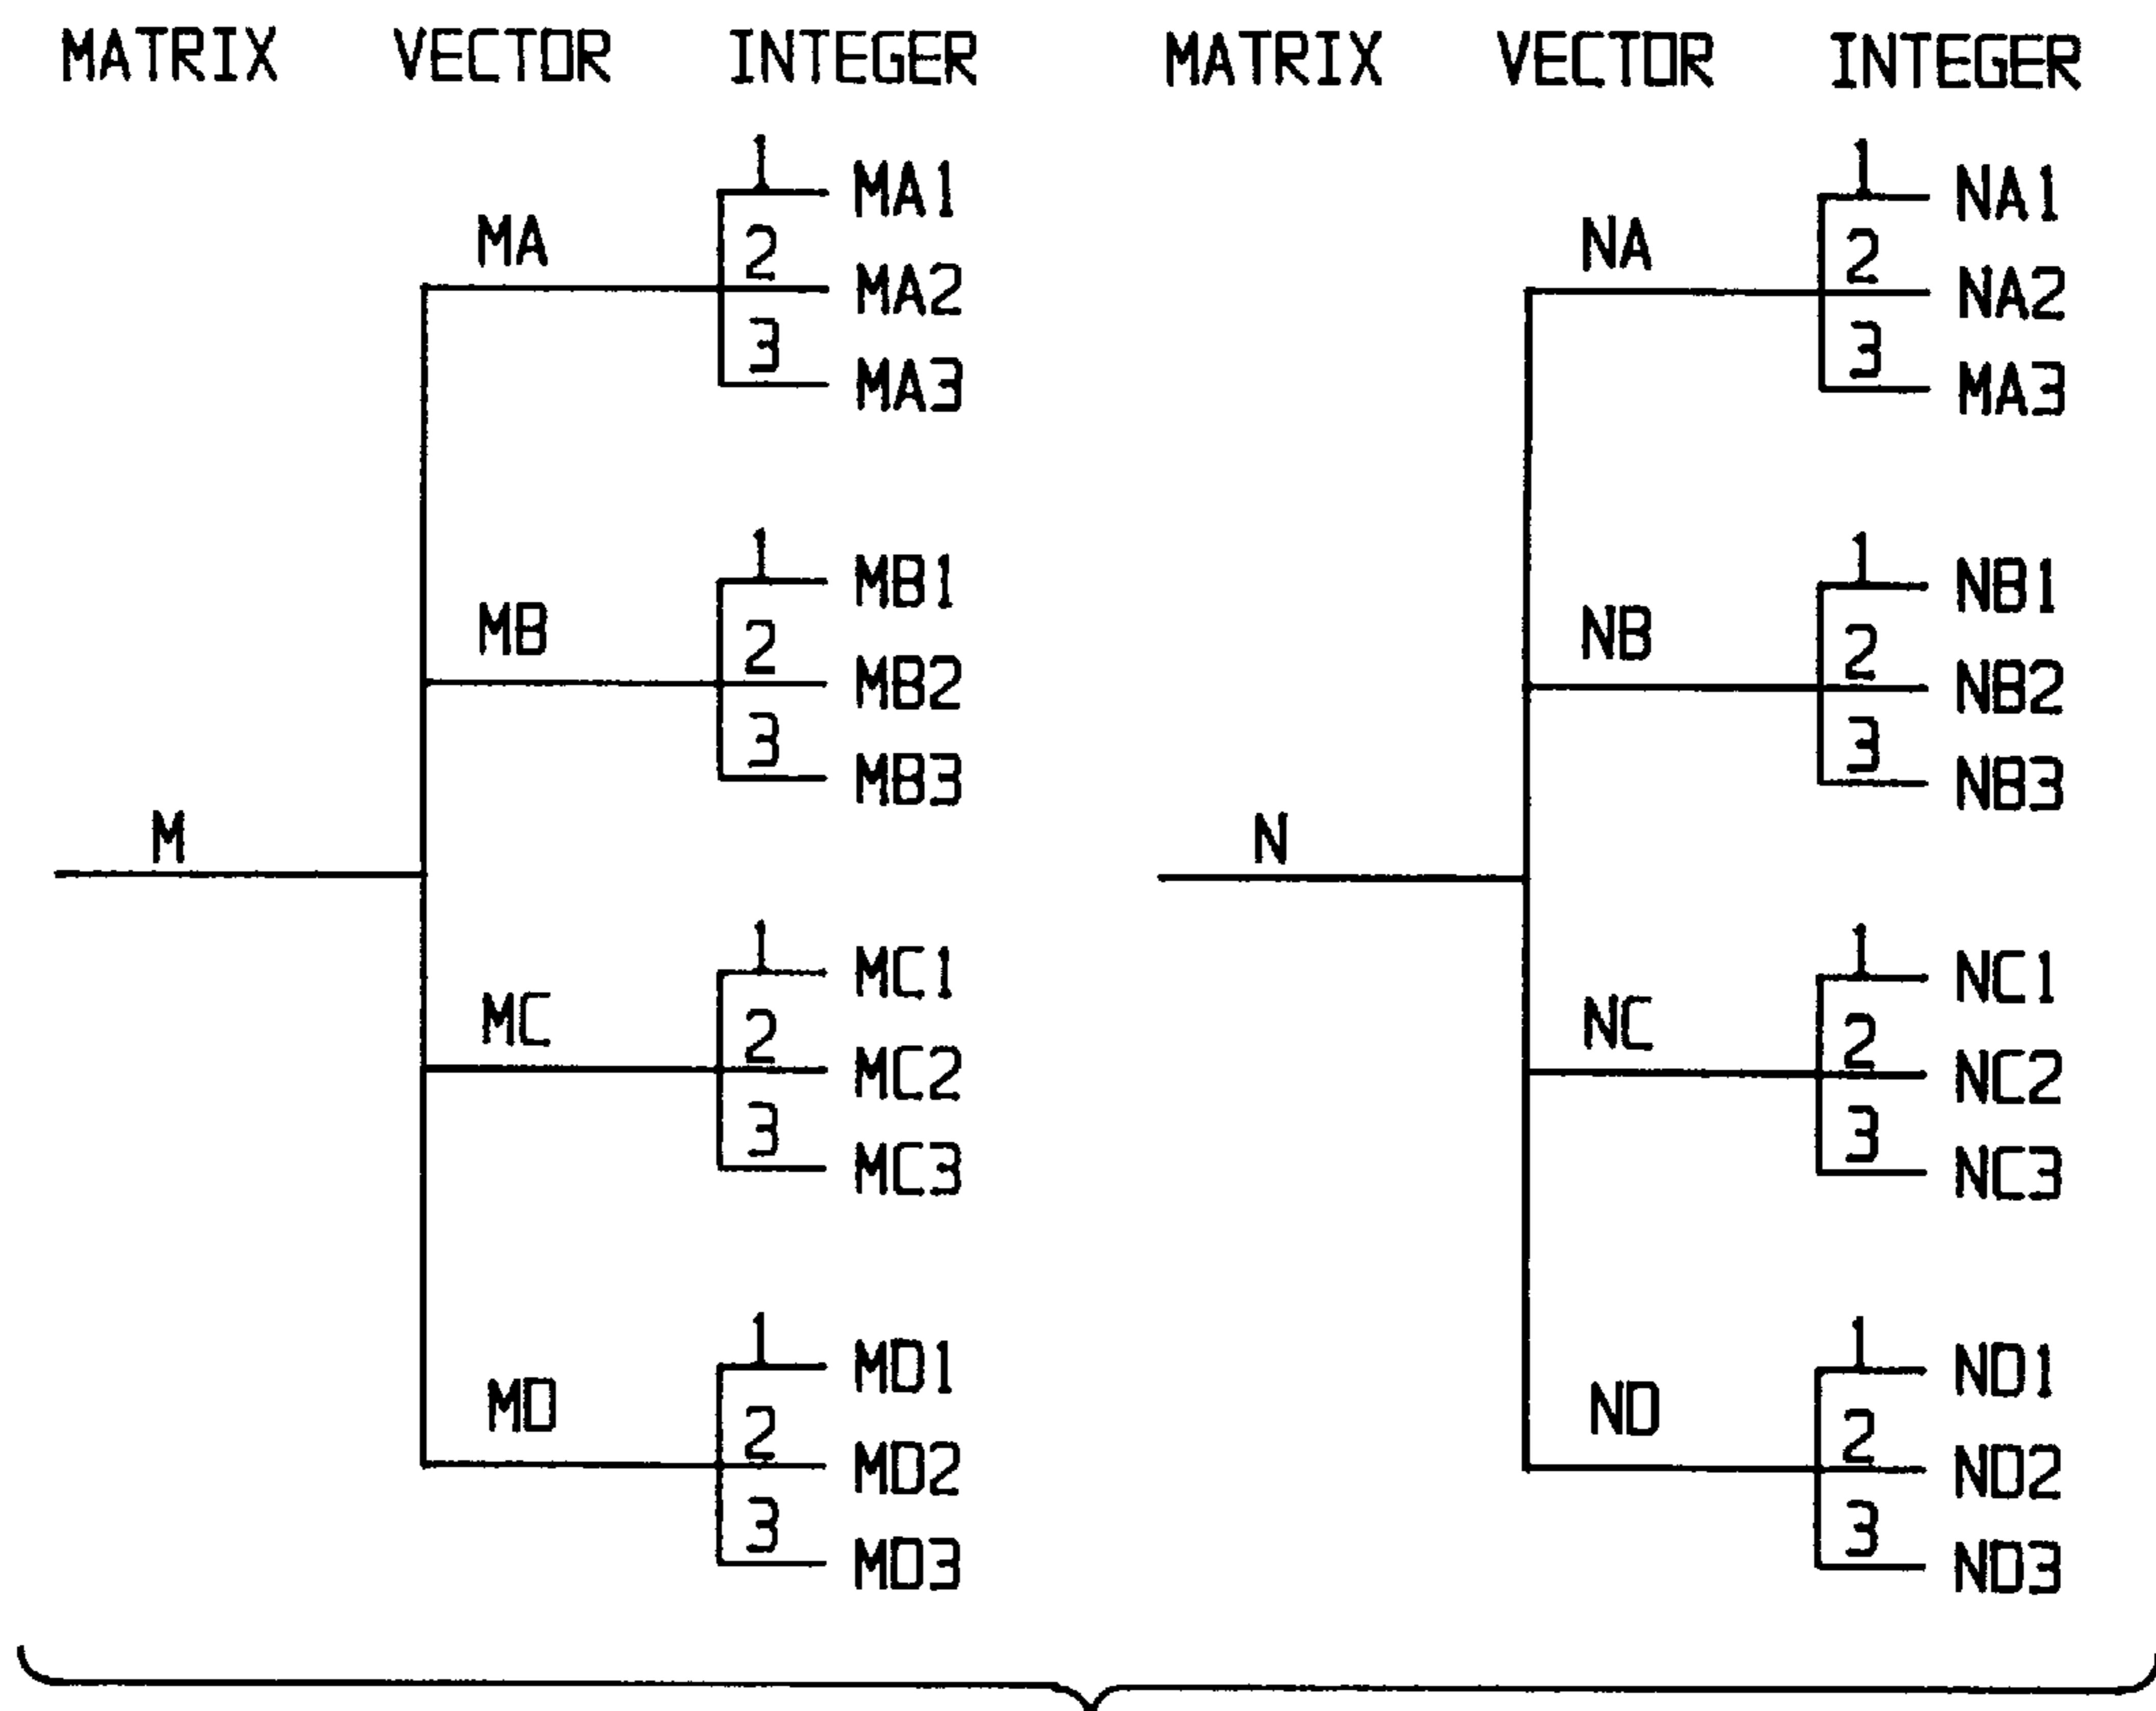 MATRIX VECTOR INTEGER MATRIX VECTOR INTEGER
1 MA1 1 NA1
MA 2 MA2 NA 2 NA2
3 MA3 3 MA3
1 MB1 1 NB1
MB 2 MB2 NB 2 NB2
3 MB3 3 NB3
M N
1 MC1 1 NC1
MC 2 MC2 NC 2 NC2
3 MC3 3 NC3
1 MD1 1 ND1
MD 2 MD2 ND 2 ND2
3 MD3 3 ND3